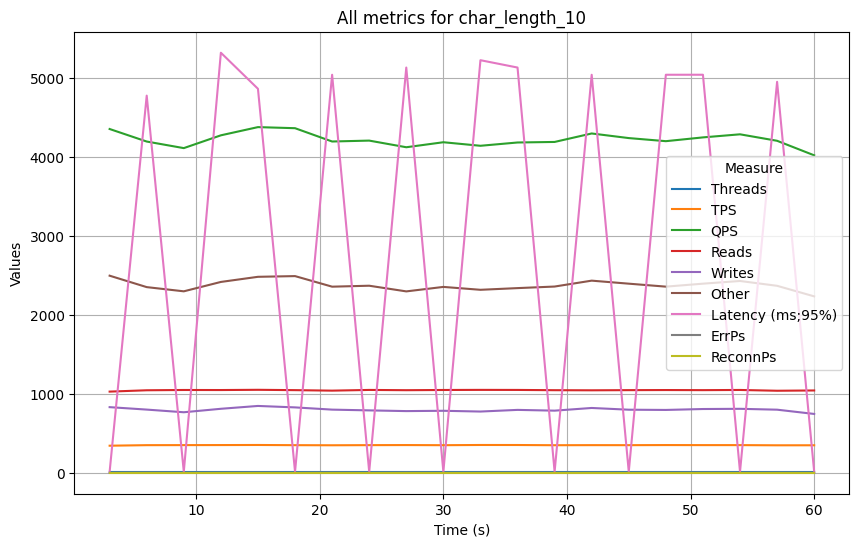 All metrics for char_length_10
Values
5000
4000
3000
2000
1000
0
10 20 30 40 50 60
Time (s)
Measure
Threads
TPS
QPS
Reads
Writes
Other
Latency (ms;95%)
ErrPs
ReconnPs